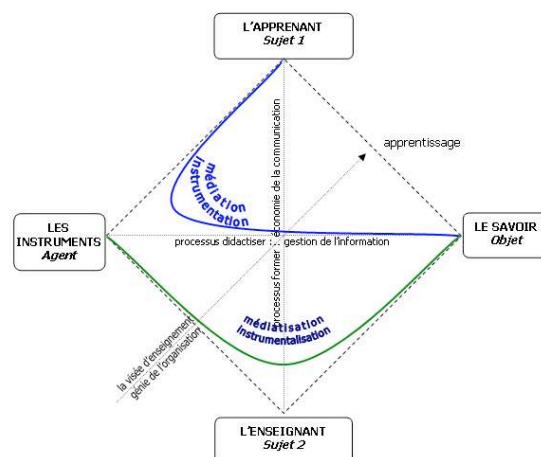 L'APPRENANT
Sujet 1
apprentissage
médiation
instrumentation
processus former ... économie de la communication
LES
INSTRUMENTS
Agent
LE SAVOIR
Objet
processus didactiser :.. gestion de l'information
médiatisation
instrumentalisation
la visée d'enseignement
génie de l'organisation
L'ENSEIGNANT
Sujet 2